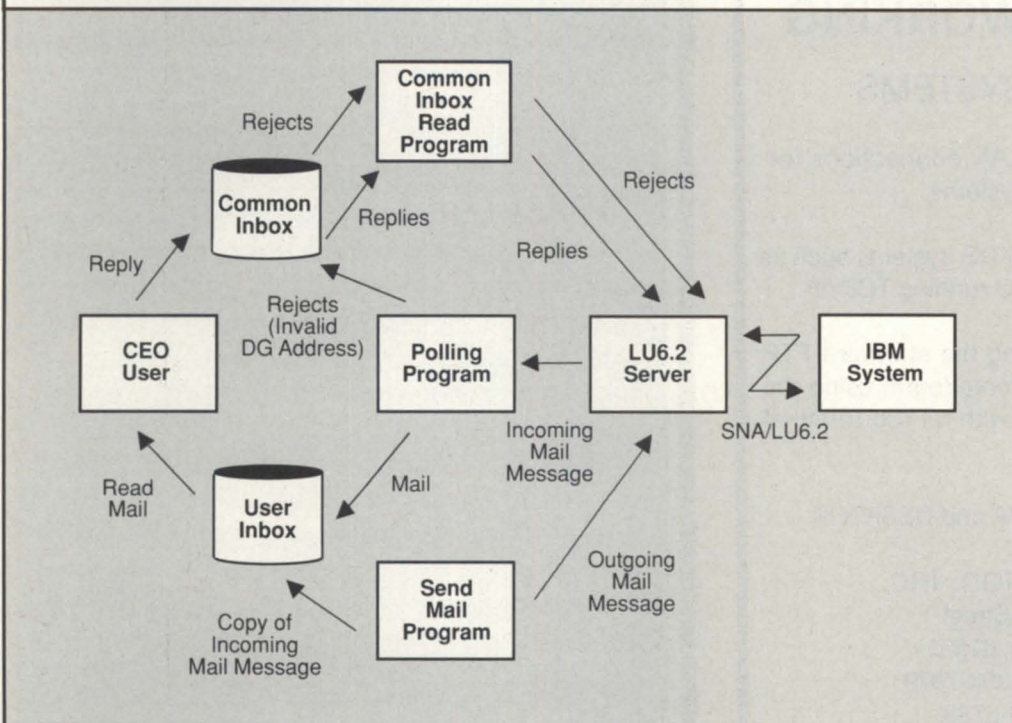 Common
Inbox
Read
Program
Rejects
Common
Inbox
Replies
Rejects
Replies
Reply
Rejects
(Invalid
DG Address)
CEO
User
Polling
Program
LU6.2
Server
IBM
System
SNA/LU6.2
Incoming
Mail
Message
Read
Mail
User
Inbox
Mail
Outgoing
Mail
Message
Send
Mail
Program
Copy of
Incoming
Mail Message